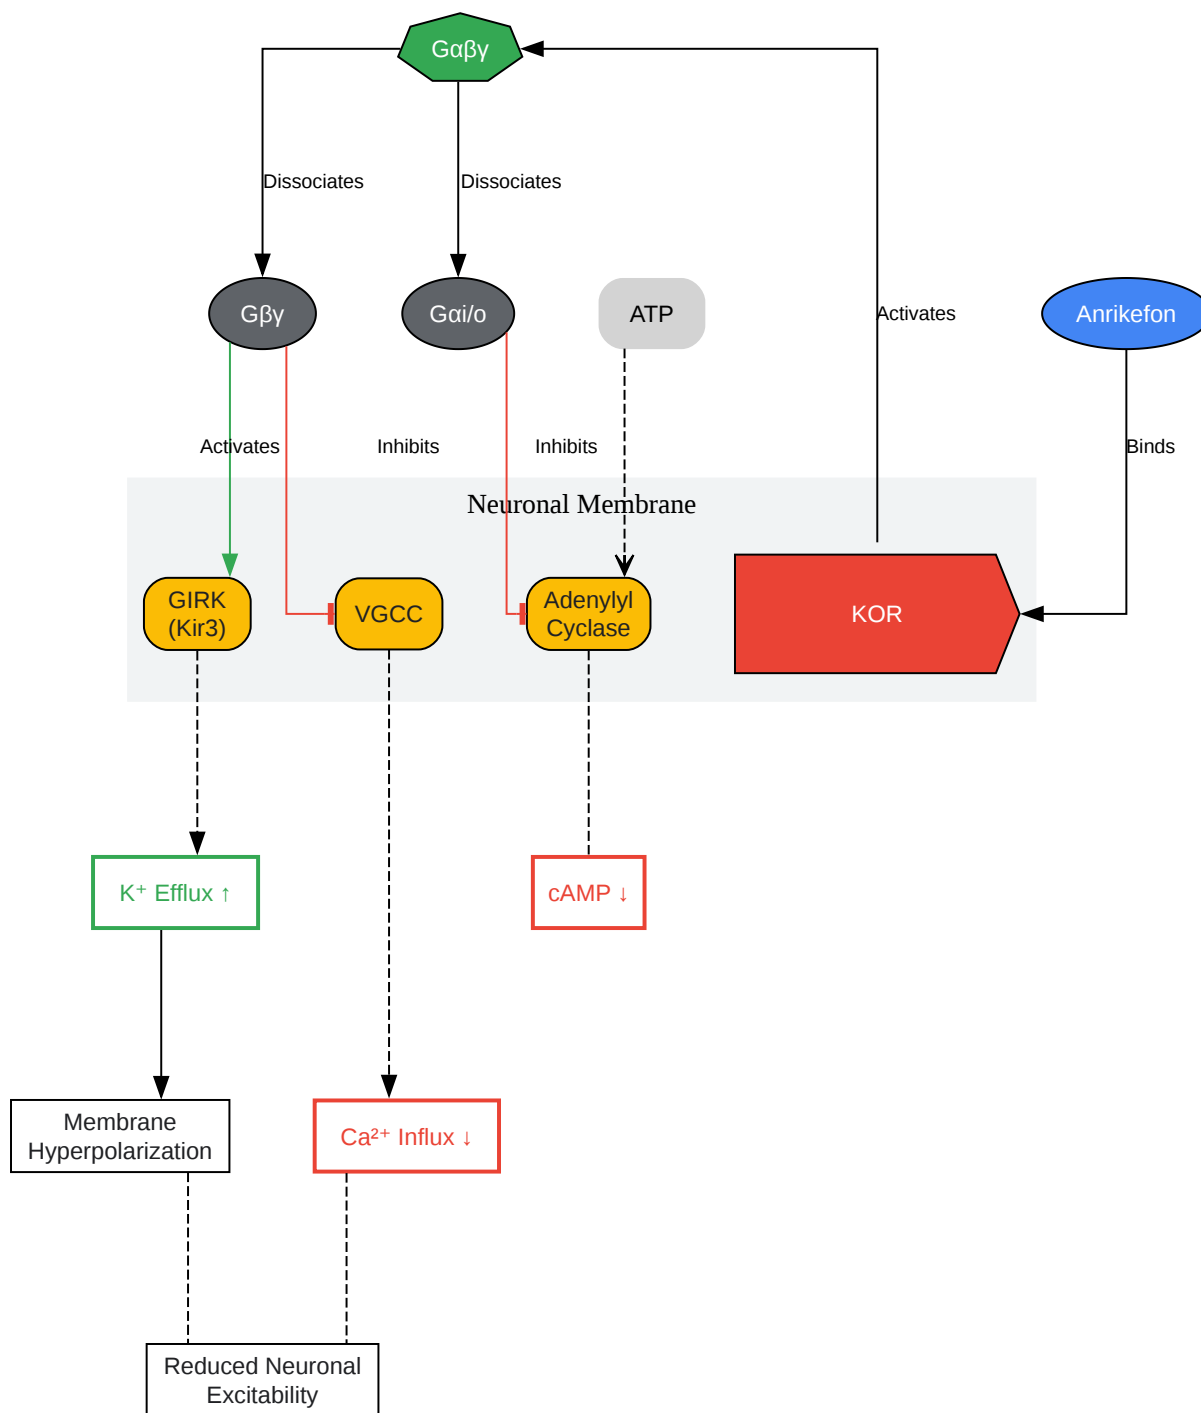 Gαβγ
Dissociates
Dissociates
Gβγ
Gαi/o
ATP
Activates
Anrikefon
Activates
Inhibits
Inhibits
Binds
Neuronal Membrane
GIRK
(Kir3)
VGCC
Adenylyl
Cyclase
KOR
K⁺ Efflux ↑
cAMP ↓
Membrane
Hyperpolarization
Ca²⁺ Influx ↓
Reduced Neuronal
Excitability